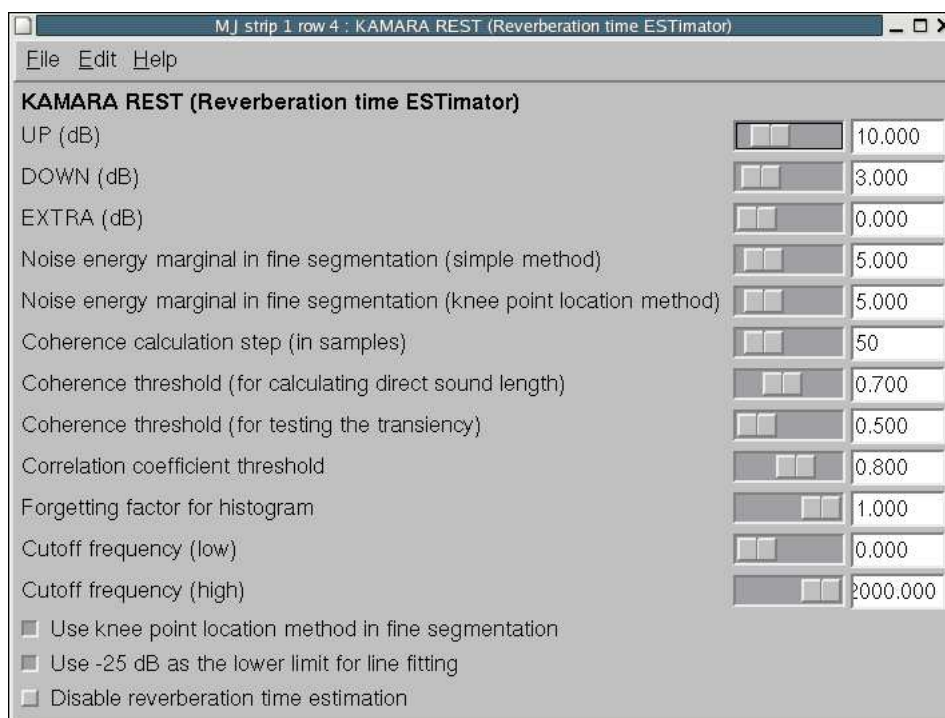 MJ strip 1 row 4 : KAMARA REST (Reverberation time ESTimator)
File Edit Help
KAMARA REST (Reverberation time ESTimator)
UP (dB) 10.000
DOWN (dB) 3.000
EXTRA (dB) 0.000
Noise energy marginal in fine segmentation (simple method) 5.000
Noise energy marginal in fine segmentation (knee point location method) 5.000
Coherence calculation step (in samples) 50
Coherence threshold (for calculating direct sound length) 0.700
Coherence threshold (for testing the transiency) 0.500
Correlation coefficient threshold 0.800
Forgetting factor for histogram 1.000
Cutoff frequency (low) 0.000
Cutoff frequency (high) 2000.000
Use knee point location method in fine segmentation
Use -25 dB as the lower limit for line fitting
Disable reverberation time estimation